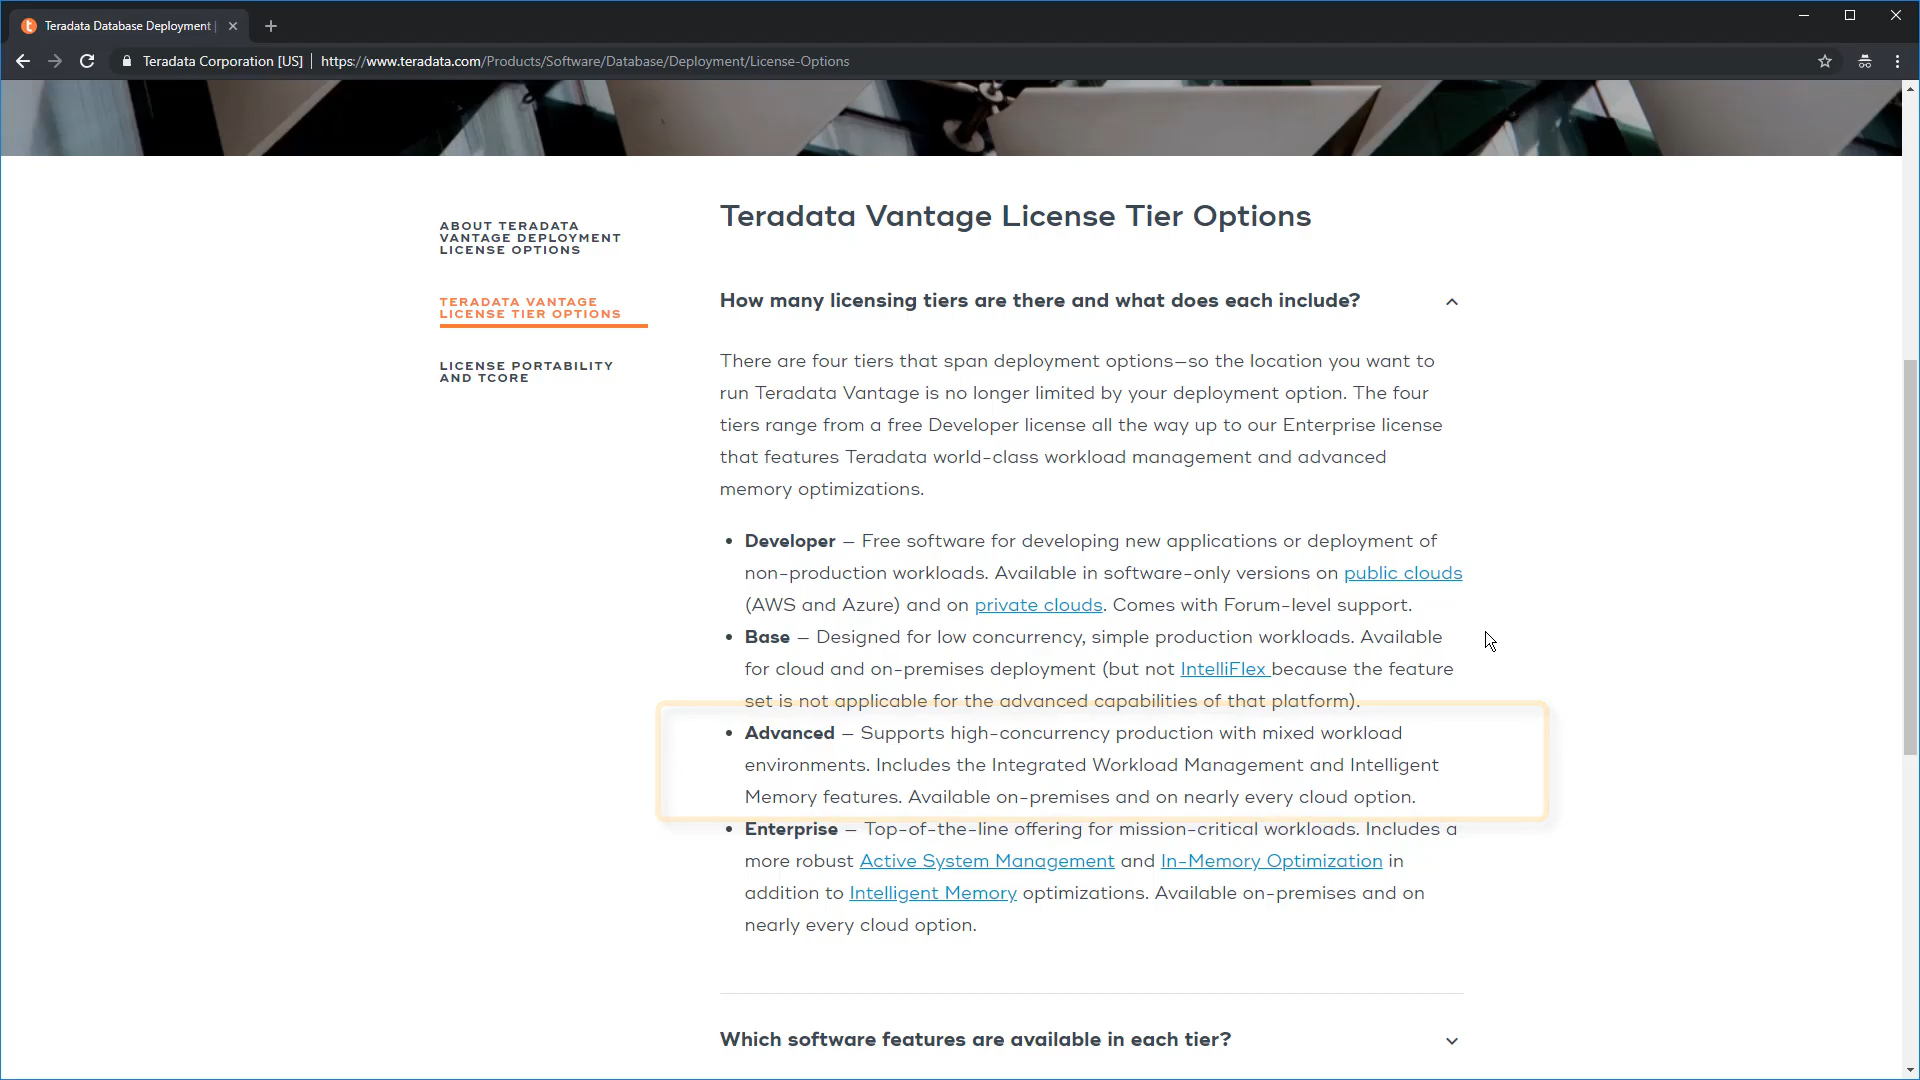 Teradata Database Deployment |
Teradata Corporation [US] | https://www.teradata.com/Products/Software/Database/Deployment/License-Options
ABOUT TERADATA
VANTAGE DEPLOYMENT
LICENSE OPTIONS
TERADATA VANTAGE
LICENSE TIER OPTIONS
LICENSE PORTABILITY
AND TCORE
Teradata Vantage License Tier Options
How many licensing tiers are there and what does each include?
There are four tiers that span deployment options—so the location you want to
run Teradata Vantage is no longer limited by your deployment option. The four
tiers range from a free Developer license all the way up to our Enterprise license
that features Teradata world-class workload management and advanced
memory optimizations.
• Developer — Free software for developing new applications or deployment of
non-production workloads. Available in software-only versions on public clouds
(AWS and Azure) and on private clouds. Comes with Forum-level support.
• Base — Designed for low concurrency, simple production workloads. Available
for cloud and on-premises deployment (but not IntelliFlex because the feature
set is not applicable for the advanced capabilities of that platform).
• Advanced — Supports high-concurrency production with mixed workload
environments. Includes the Integrated Workload Management and Intelligent
Memory features. Available on-premises and on nearly every cloud option.
• Enterprise — Top-of-the-line offering for mission-critical workloads. Includes a
more robust Active System Management and In-Memory Optimization in
addition to Intelligent Memory optimizations. Available on-premises and on
nearly every cloud option.
Which software features are available in each tier?